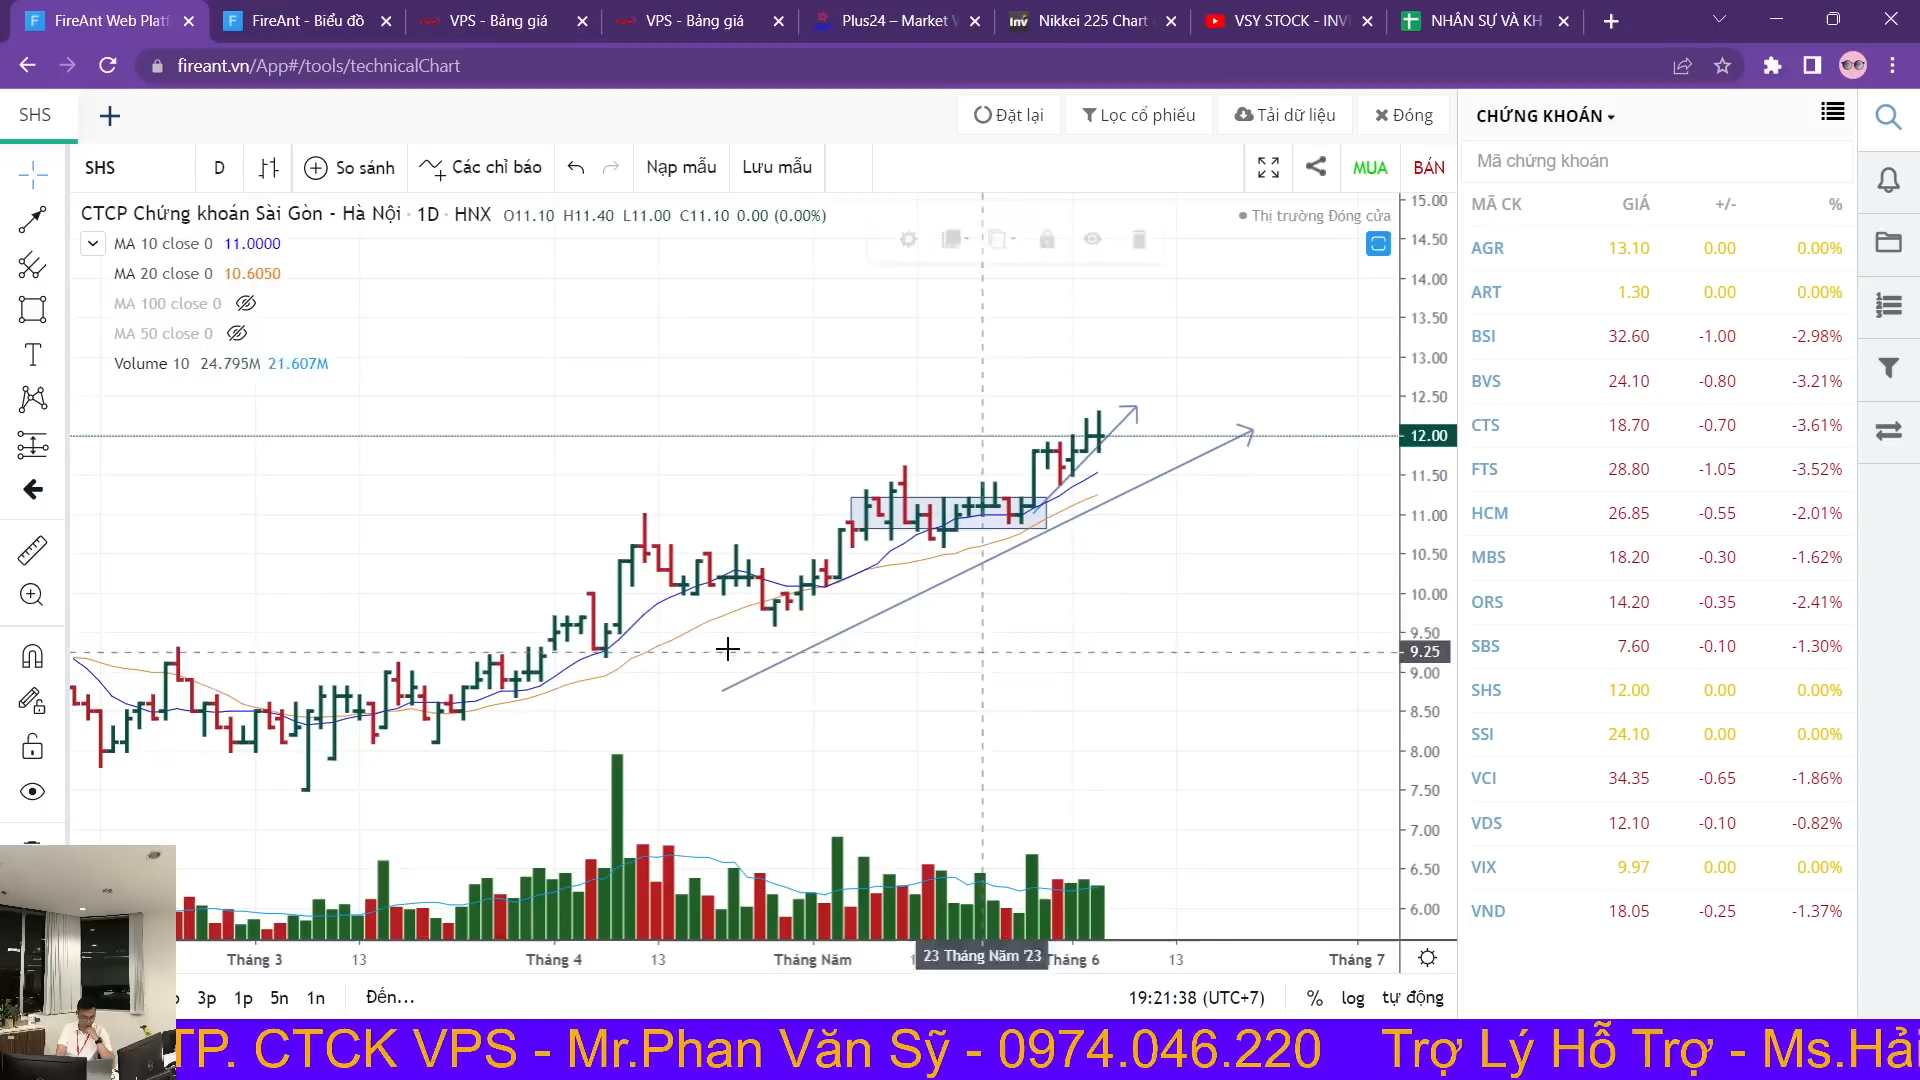 FireAnt Web Platf
FireAnt - Biểu đồ
VPS - Bảng giá
VPS - Bảng giá
Plus24 – Market
Nikkei 225 Chart
VSY STOCK - INV
NHÂN SỰ VÀ KH
fireant.vn/App#/tools/technicalChart
SHS
Đặt lại
Lọc cổ phiếu
Tải dữ liệu
Đóng
CHỨNG KHOÁN
SHS
D
So sánh
Các chỉ báo
Nạp mẫu
Lưu mẫu
MUA
BÁN
Mã chứng khoán
CTCP Chứng khoán Sài Gòn - Hà Nội · 1D · HNX O11.10 H11.40 L11.00 C11.10 0.00 (0.00%)
Thị trường Đóng cửa
MA 10 close 0 11.0000
MA 20 close 0 10.6050
MA 100 close 0
MA 50 close 0
Volume 10 24.795M 21.607M
15.00
14.50
14.00
13.50
13.00
12.50
12.00
11.50
11.00
10.50
10.00
9.50
9.25
9.00
8.50
8.00
7.50
7.00
6.50
6.00
MÃ CK GIÁ +/- %
AGR 13.10 0.00 0.00%
ART 1.30 0.00 0.00%
BSI 32.60 -1.00 -2.98%
BVS 24.10 -0.80 -3.21%
CTS 18.70 -0.70 -3.61%
FTS 28.80 -1.05 -3.52%
HCM 26.85 -0.55 -2.01%
MBS 18.20 -0.30 -1.62%
ORS 14.20 -0.35 -2.41%
SBS 7.60 -0.10 -1.30%
SHS 12.00 0.00 0.00%
SSI 24.10 0.00 0.00%
VCI 34.35 -0.65 -1.86%
VDS 12.10 -0.10 -0.82%
VIX 9.97 0.00 0.00%
VND 18.05 -0.25 -1.37%
Tháng 3 13 Tháng 4 13 Tháng Năm 23 Tháng Năm '23 Tháng 6 13 Tháng 7
3p 1p 5n 1n Đến...
19:21:38 (UTC+7) % log tự động
TP. CTCK VPS - Mr.Phan Văn Sỹ - 0974.046.220 Trợ Lý Hỗ Trợ - Ms.Hải